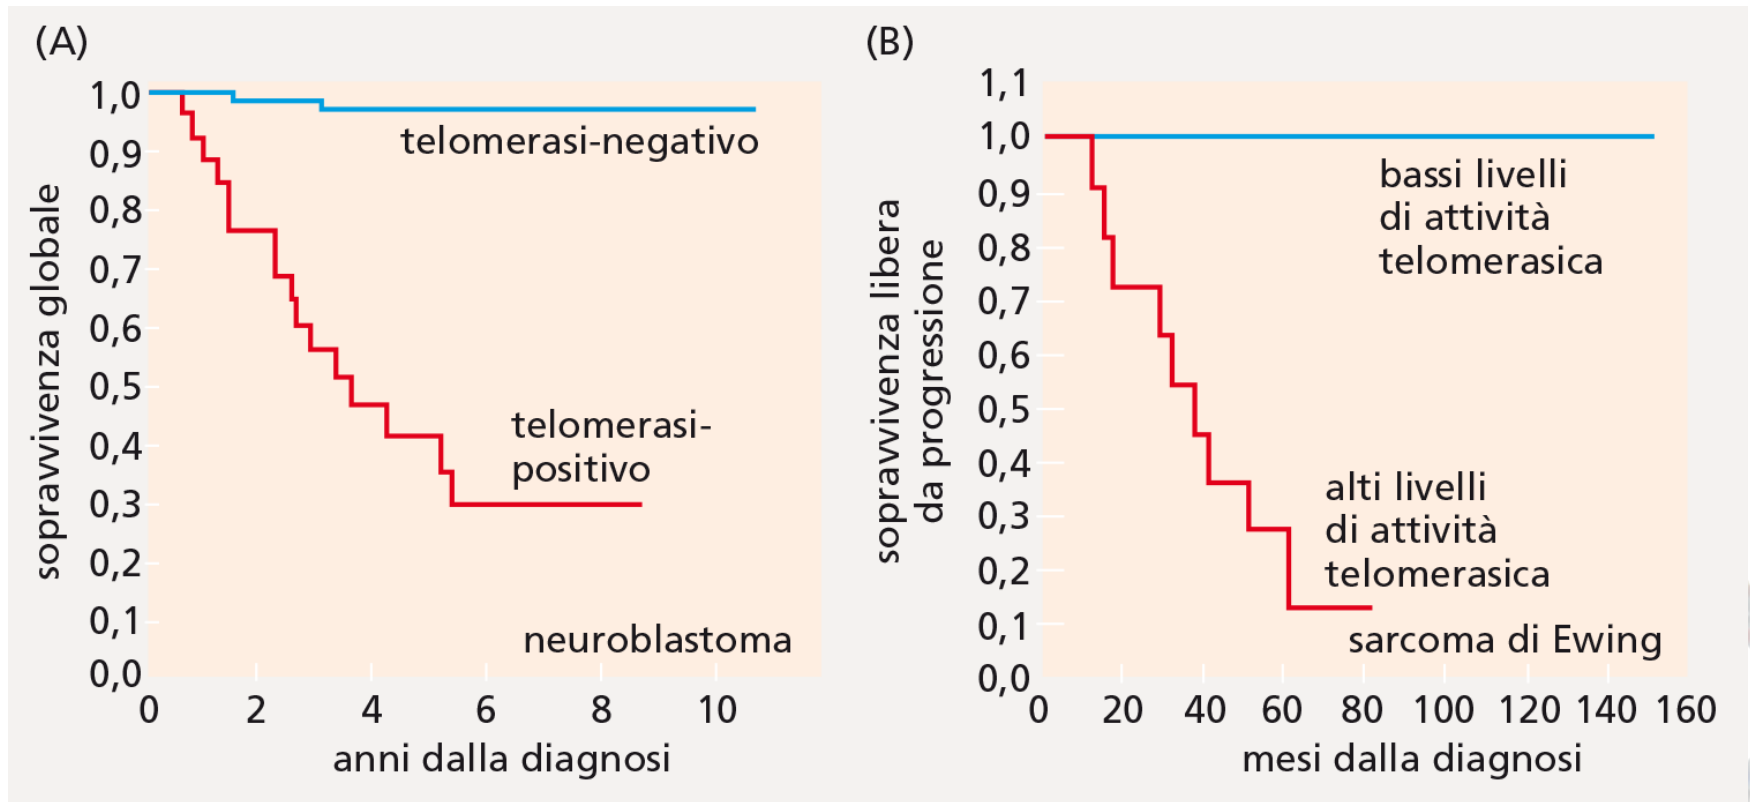 (A)
sopravvivenza globale
1,0
0,9
0,8
0,7
0,6
0,5
0,4
0,3
0,2
0,1
0,0
telomerasi-negativo
telomerasi-
positivo
neuroblastoma
0 2 4 6 8 10
anni dalla diagnosi
(B)
sopravvivenza libera
da progressione
1,1
1,0
0,9
0,8
0,7
0,6
0,5
0,4
0,3
0,2
0,1
0,0
bassi livelli
di attività
telomerasica
alti livelli
di attività
telomerasica
sarcoma di Ewing
0 20 40 60 80 100 120 140 160
mesi dalla diagnosi